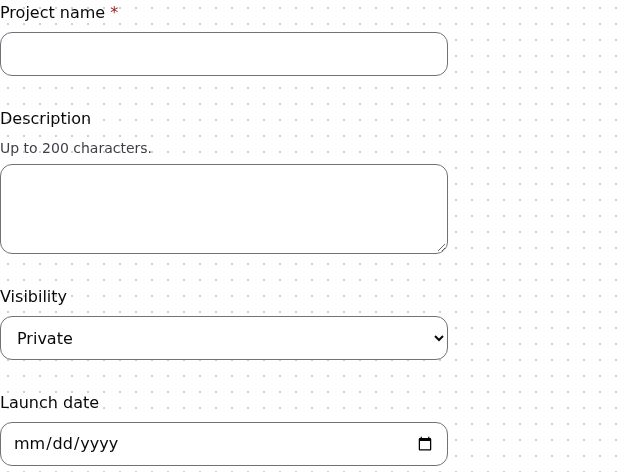 Project name *
Description
Up to 200 characters.
Visibility
Private
Launch date
mm/dd/yyyy